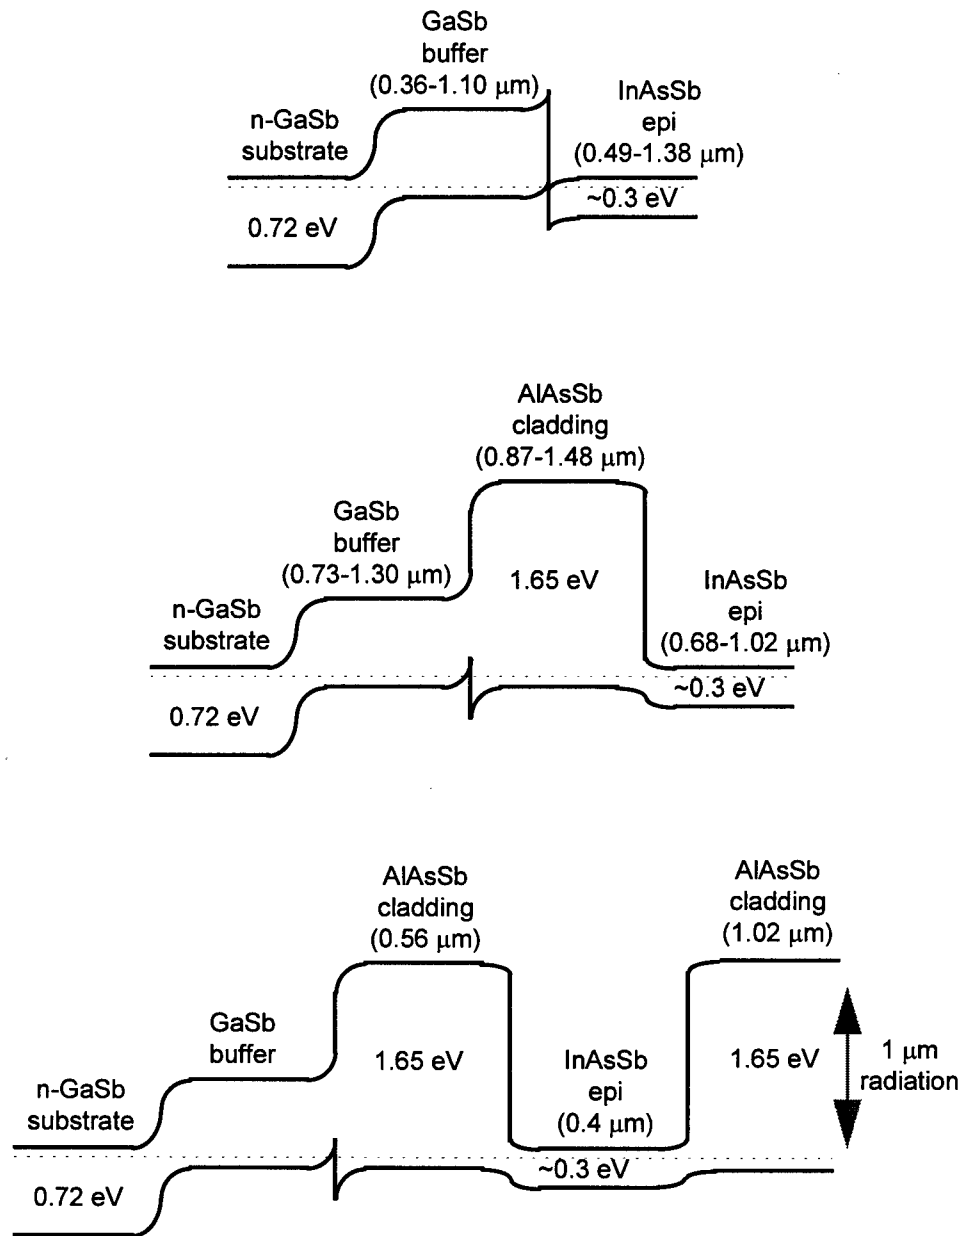 GaSb
buffer
(0.36-1.10 μm)
InAsSb
epi
(0.49-1.38 μm)
n-GaSb
substrate
~0.3 eV
0.72 eV
AlAsSb
cladding
(0.87-1.48 μm)
GaSb
buffer
(0.73-1.30 μm)
1.65 eV
InAsSb
epi
(0.68-1.02 μm)
n-GaSb
substrate
~0.3 eV
0.72 eV
AlAsSb
cladding
(0.56 μm)
AlAsSb
cladding
(1.02 μm)
GaSb
buffer
1.65 eV
InAsSb
epi
(0.4 μm)
1.65 eV
1 μm
radiation
n-GaSb
substrate
~0.3 eV
0.72 eV